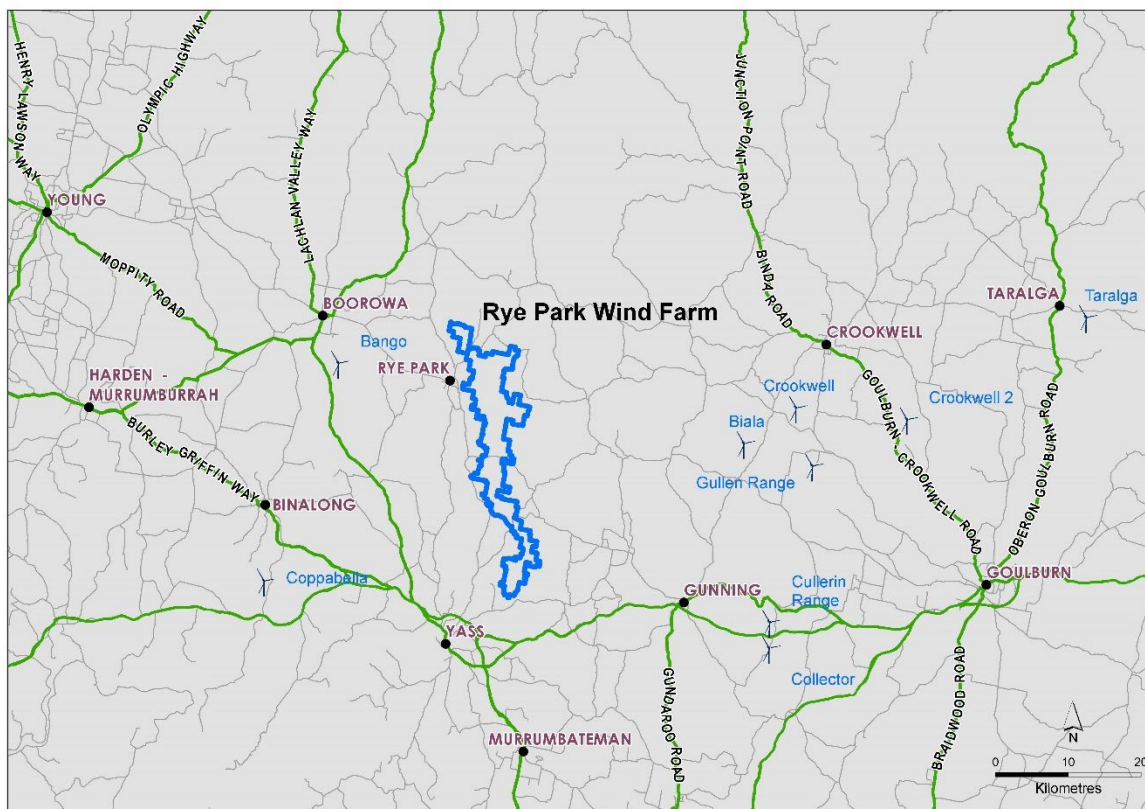 HENRY LAWSON WAY
OLYMPIC HIGHWAY
LACHLAN VALLEY WAY
JUNCTION POINT ROAD
YOUNG
MOPPITY ROAD
BINDA ROAD
BOOROWA
Rye Park Wind Farm
TARALGA
Taralga
Bango
CROOKWELL
RYE PARK
HARDEN -
MURRUMBURRAH
Crookwell
GOULBURN CROOKWELL ROAD
Crookwell 2
OBERON GOULBURN ROAD
Biala
BURLEY GRIFFIN WAY
Gullen Range
BINALONG
Coppabella
GUNNING
Cullerin
Range
GOULBURN
YASS
GUNDAROO ROAD
Collector
BRAIDWOOD ROAD
MURRUMBATEMAN
N
0 10 20
Kilometres